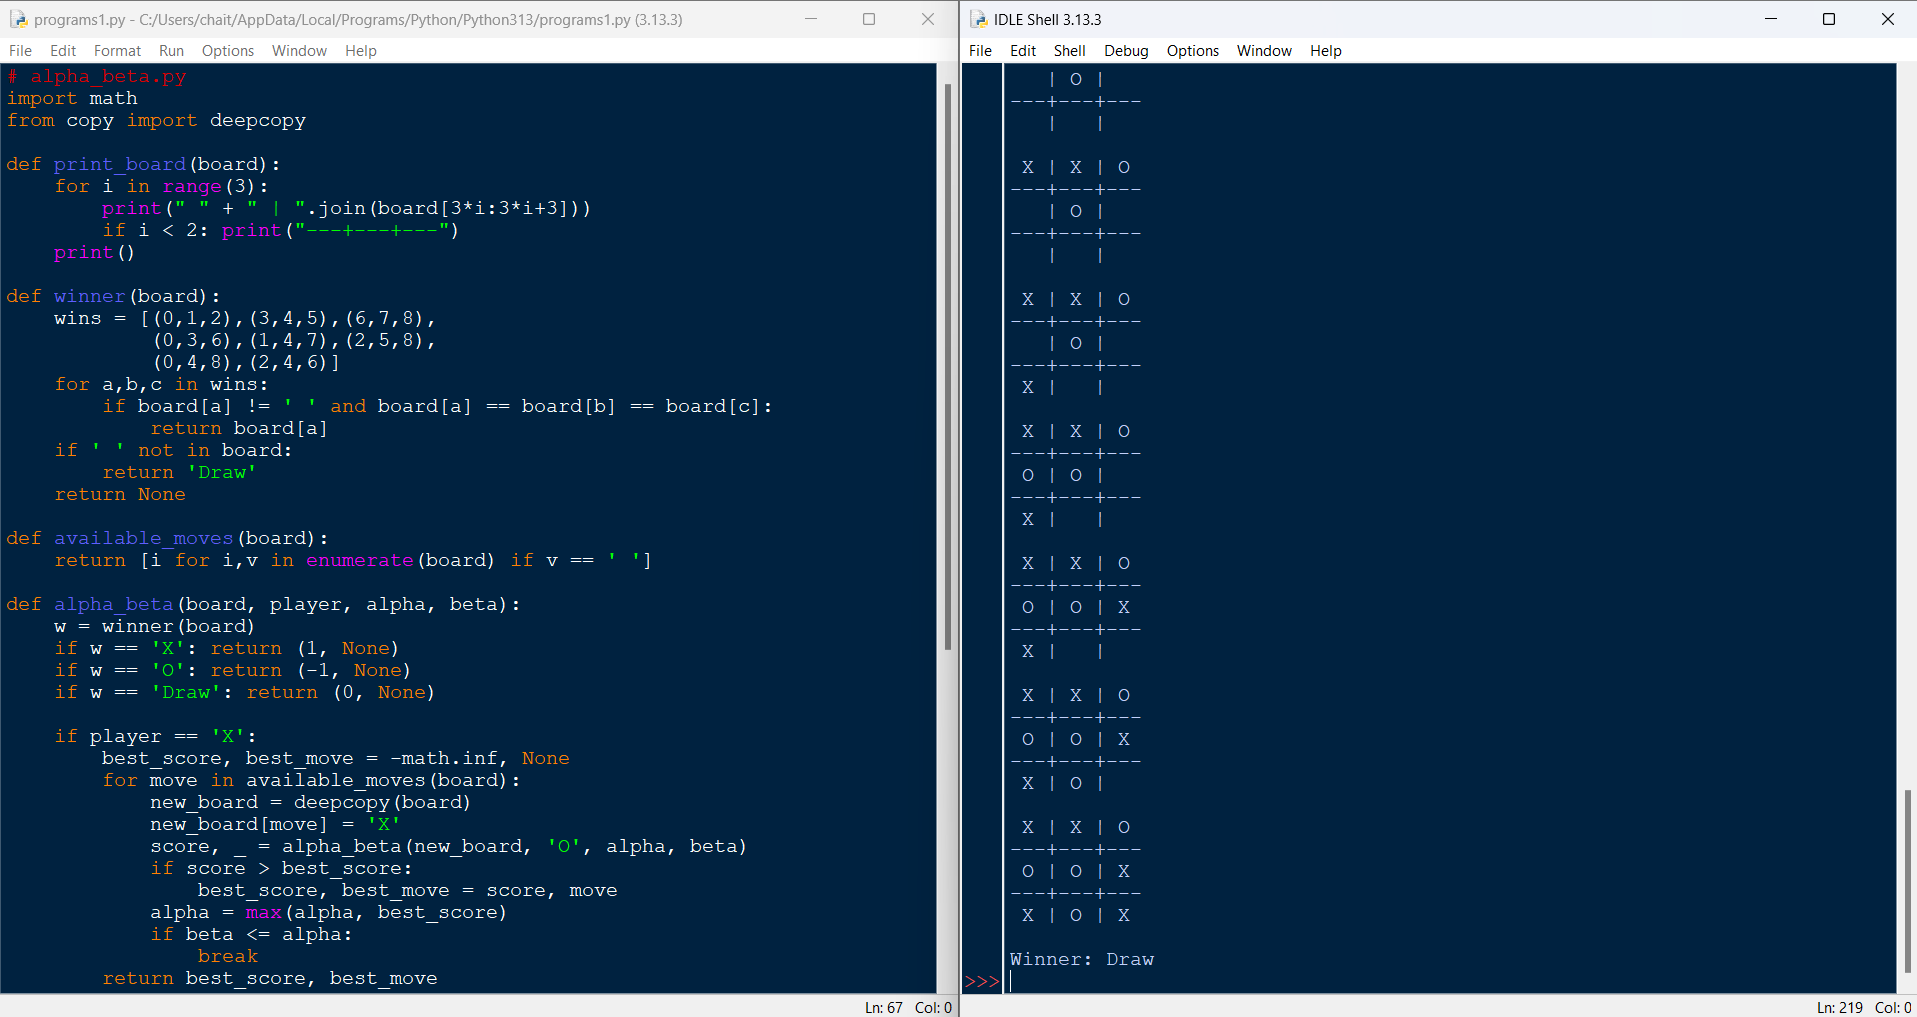 programs1.py - C:/Users/chait/AppData/Local/Programs/Python/Python313/programs1.py (3.13.3)
File Edit Format Run Options Window Help
# alpha_beta.py
import math
from copy import deepcopy

def print_board(board):
    for i in range(3):
        print(" " + " | ".join(board[3*i:3*i+3]))
        if i < 2: print("---+---+---")
    print()

def winner(board):
    wins = [(0,1,2),(3,4,5),(6,7,8),
            (0,3,6),(1,4,7),(2,5,8),
            (0,4,8),(2,4,6)]
    for a,b,c in wins:
        if board[a] != ' ' and board[a] == board[b] == board[c]:
            return board[a]
    if ' ' not in board:
        return 'Draw'
    return None

def available_moves(board):
    return [i for i,v in enumerate(board) if v == ' ']

def alpha_beta(board, player, alpha, beta):
    w = winner(board)
    if w == 'X': return (1, None)
    if w == 'O': return (-1, None)
    if w == 'Draw': return (0, None)

    if player == 'X':
        best_score, best_move = -math.inf, None
        for move in available_moves(board):
            new_board = deepcopy(board)
            new_board[move] = 'X'
            score, _ = alpha_beta(new_board, 'O', alpha, beta)
            if score > best_score:
                best_score, best_move = score, move
            alpha = max(alpha, best_score)
            if beta <= alpha:
                break
        return best_score, best_move
Ln: 67 Col: 0
IDLE Shell 3.13.3
File Edit Shell Debug Options Window Help
   | O |
---+---+---
   |   |

 X | X | O
---+---+---
   | O |
---+---+---
   |   |

 X | X | O
---+---+---
   | O |
---+---+---
 X |   |

 X | X | O
---+---+---
 O | O |
---+---+---
 X |   |

 X | X | O
---+---+---
 O | O | X
---+---+---
 X |   |

 X | X | O
---+---+---
 O | O | X
---+---+---
 X | O |

 X | X | O
---+---+---
 O | O | X
---+---+---
 X | O | X

Winner: Draw
>>>
Ln: 219 Col: 0